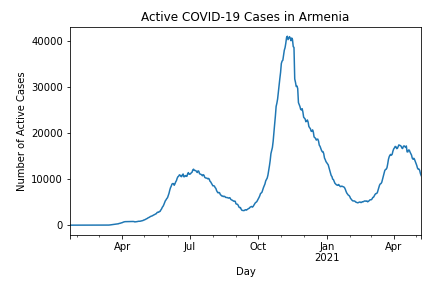 Active COVID-19 Cases in Armenia
Number of Active Cases
40000
30000
20000
10000
0
Apr
Jul
Oct
Jan
2021
Apr
Day